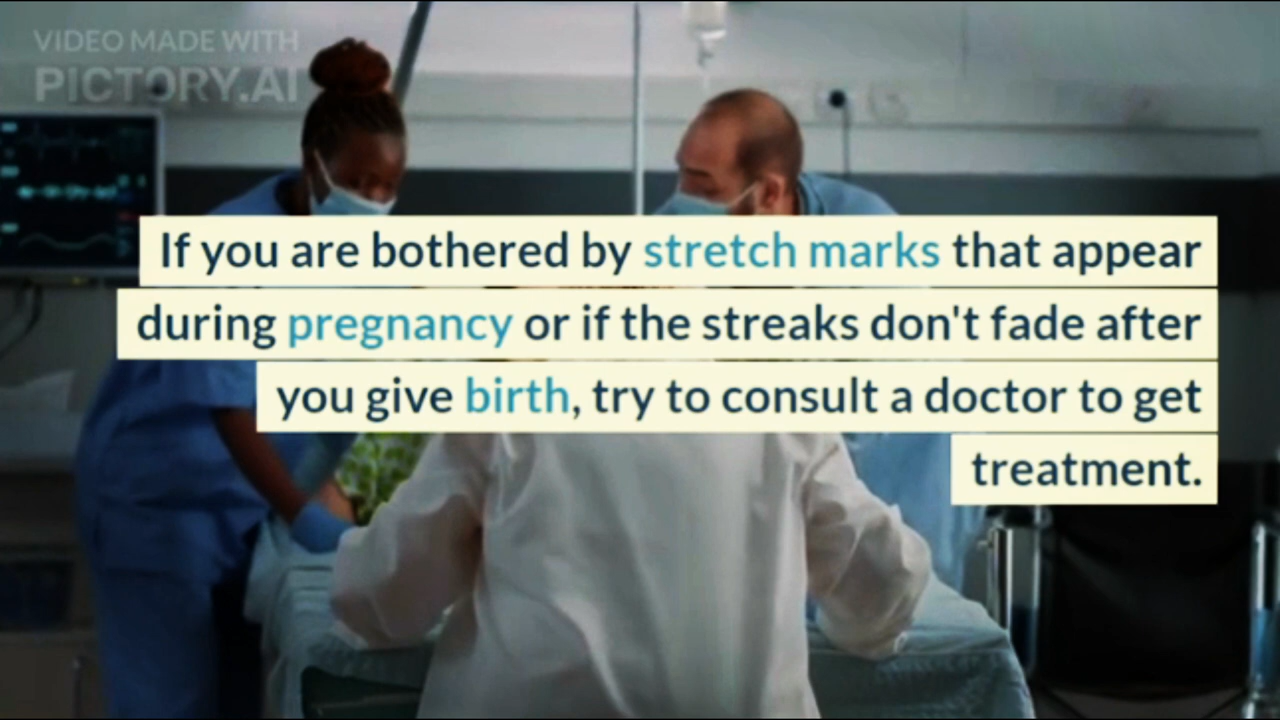 VIDEO MADE WITH
PICTORY.AI
If you are bothered by stretch marks that appear
during pregnancy or if the streaks don't fade after
you give birth, try to consult a doctor to get
treatment.